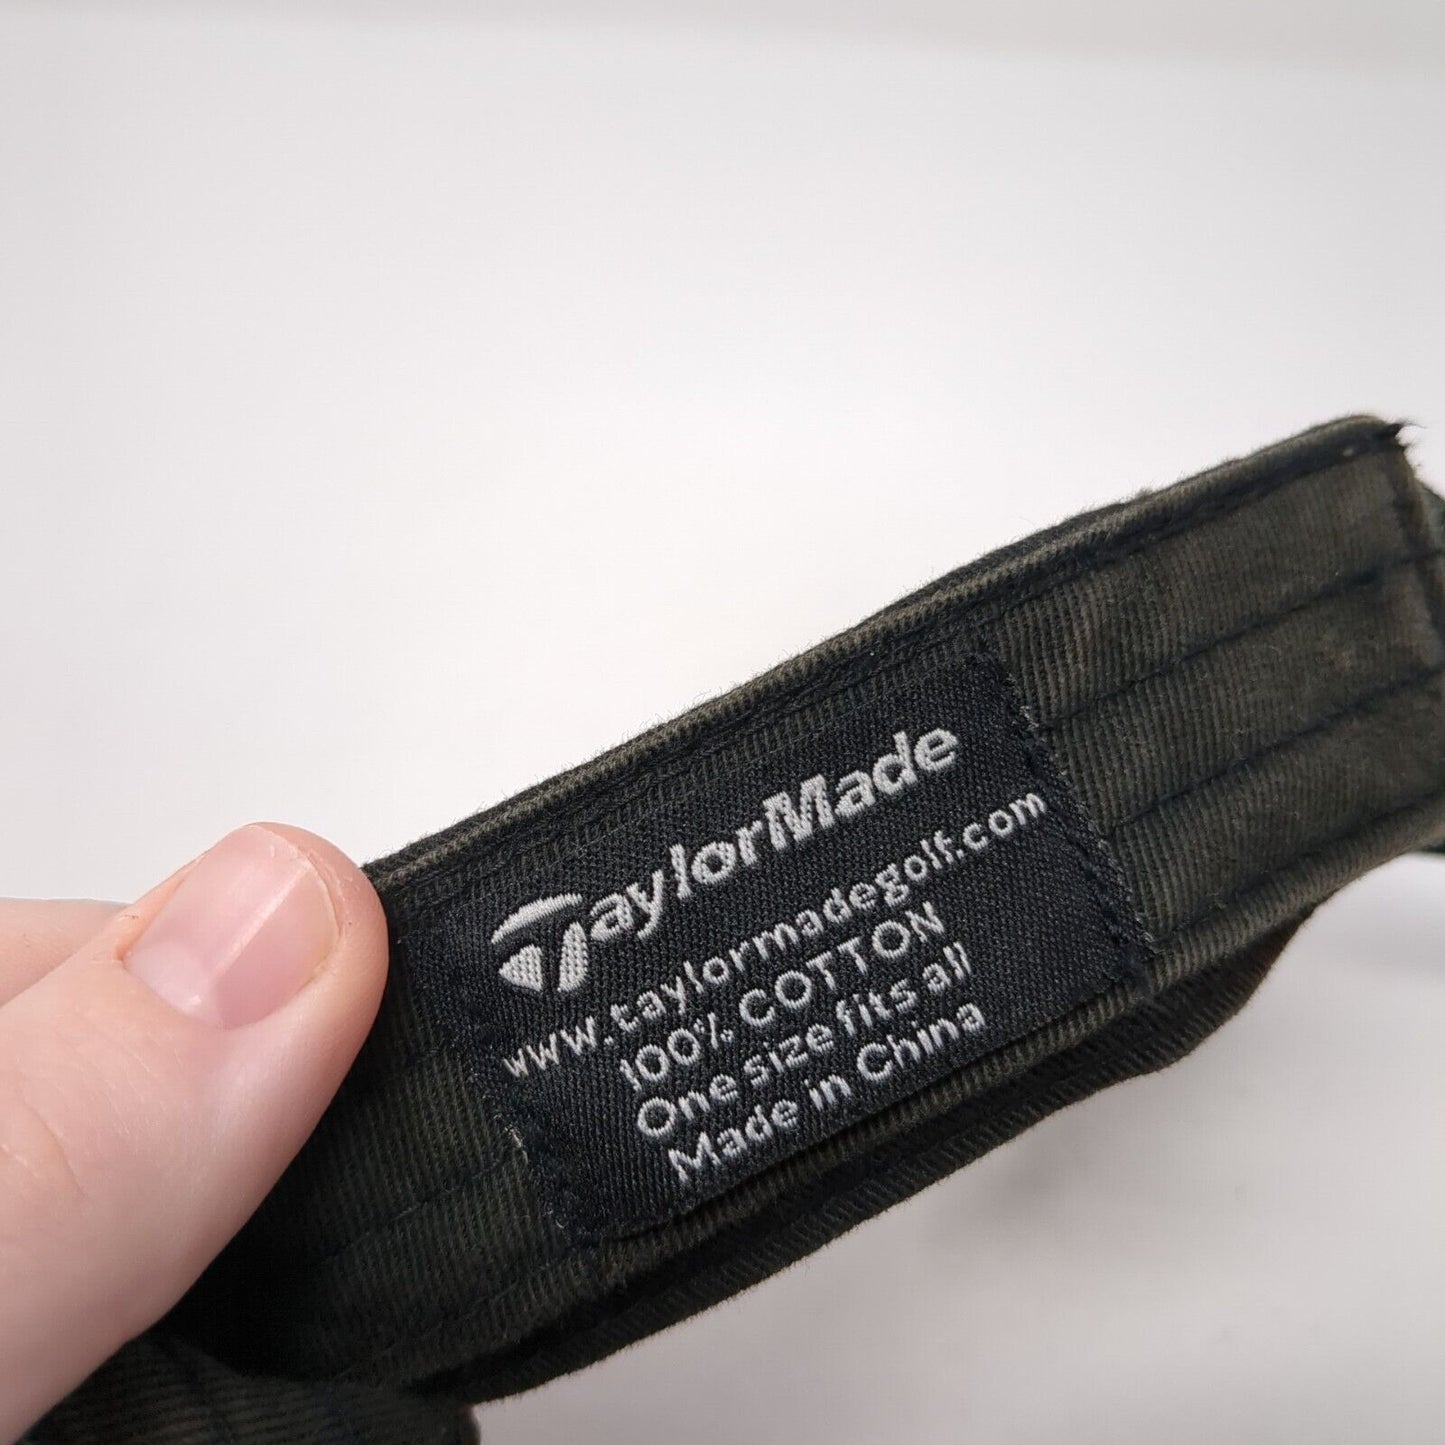 TaylorMade
www.taylormadegolf.com
100% COTTON
One size fits all
Made in China